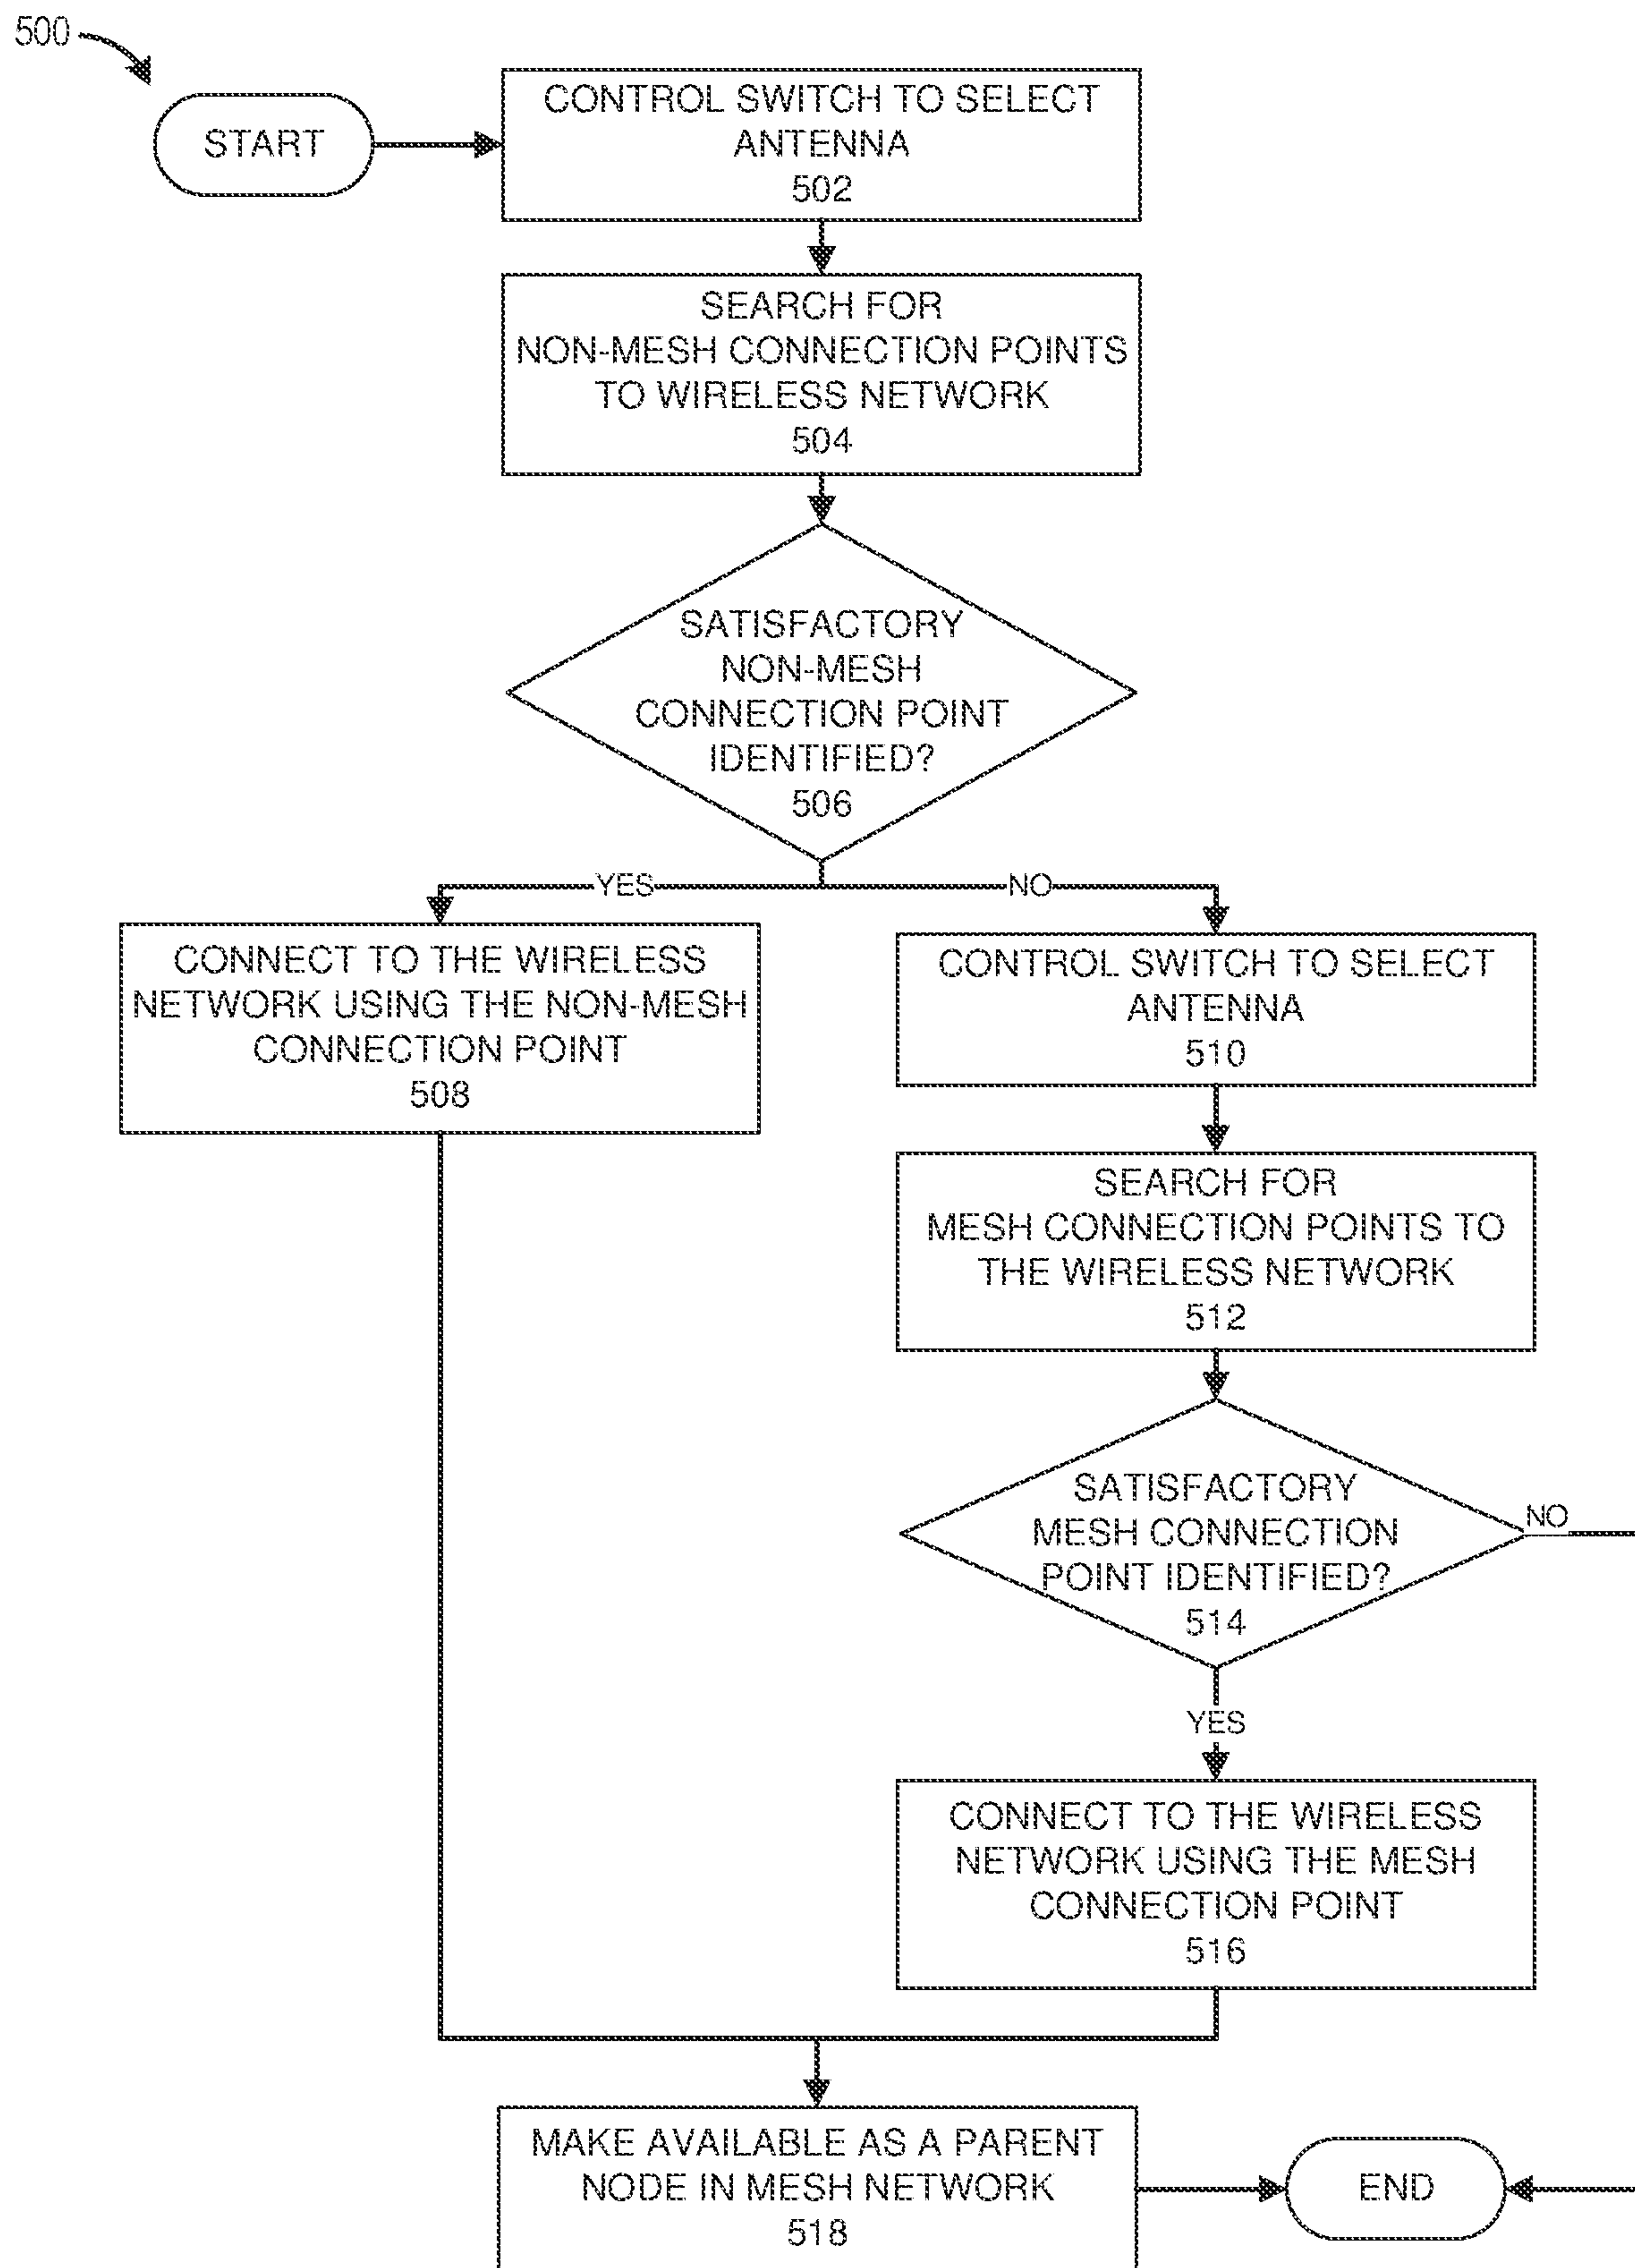 500
START
CONTROL SWITCH TO SELECT
ANTENNA
502
SEARCH FOR
NON-MESH CONNECTION POINTS
TO WIRELESS NETWORK
504
SATISFACTORY
NON-MESH
CONNECTION POINT
IDENTIFIED?
506
YES
NO
CONNECT TO THE WIRELESS
NETWORK USING THE NON-MESH
CONNECTION POINT
508
CONTROL SWITCH TO SELECT
ANTENNA
510
SEARCH FOR
MESH CONNECTION POINTS TO
THE WIRELESS NETWORK
512
SATISFACTORY
MESH CONNECTION
POINT IDENTIFIED?
514
NO
YES
CONNECT TO THE WIRELESS
NETWORK USING THE MESH
CONNECTION POINT
516
MAKE AVAILABLE AS A PARENT
NODE IN MESH NETWORK
518
END